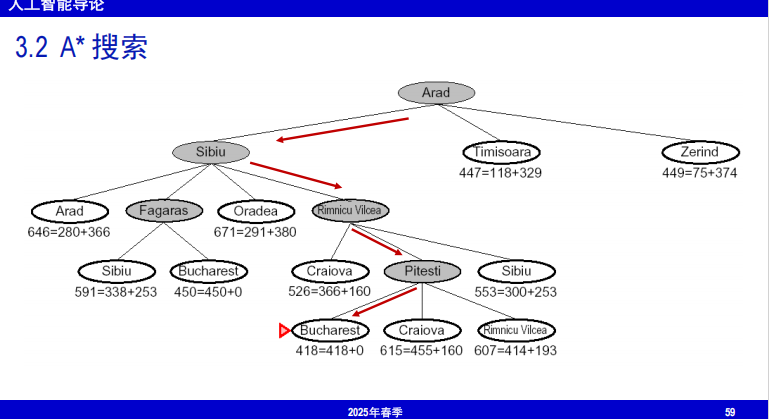 人工智能导论
3.2 A* 搜索
Arad
Sibiu
Timisoara
Zerind
447=118+329
449=75+374
Arad
Fagaras
Oradea
Rimnicu Vilcea
646=280+366
671=291+380
Sibiu
Bucharest
Craiova
Pitesti
Sibiu
591=338+253
450=450+0
526=366+160
553=300+253
Bucharest
Craiova
Rimnicu Vilcea
418=418+0
615=455+160
607=414+193
2025年春季
59